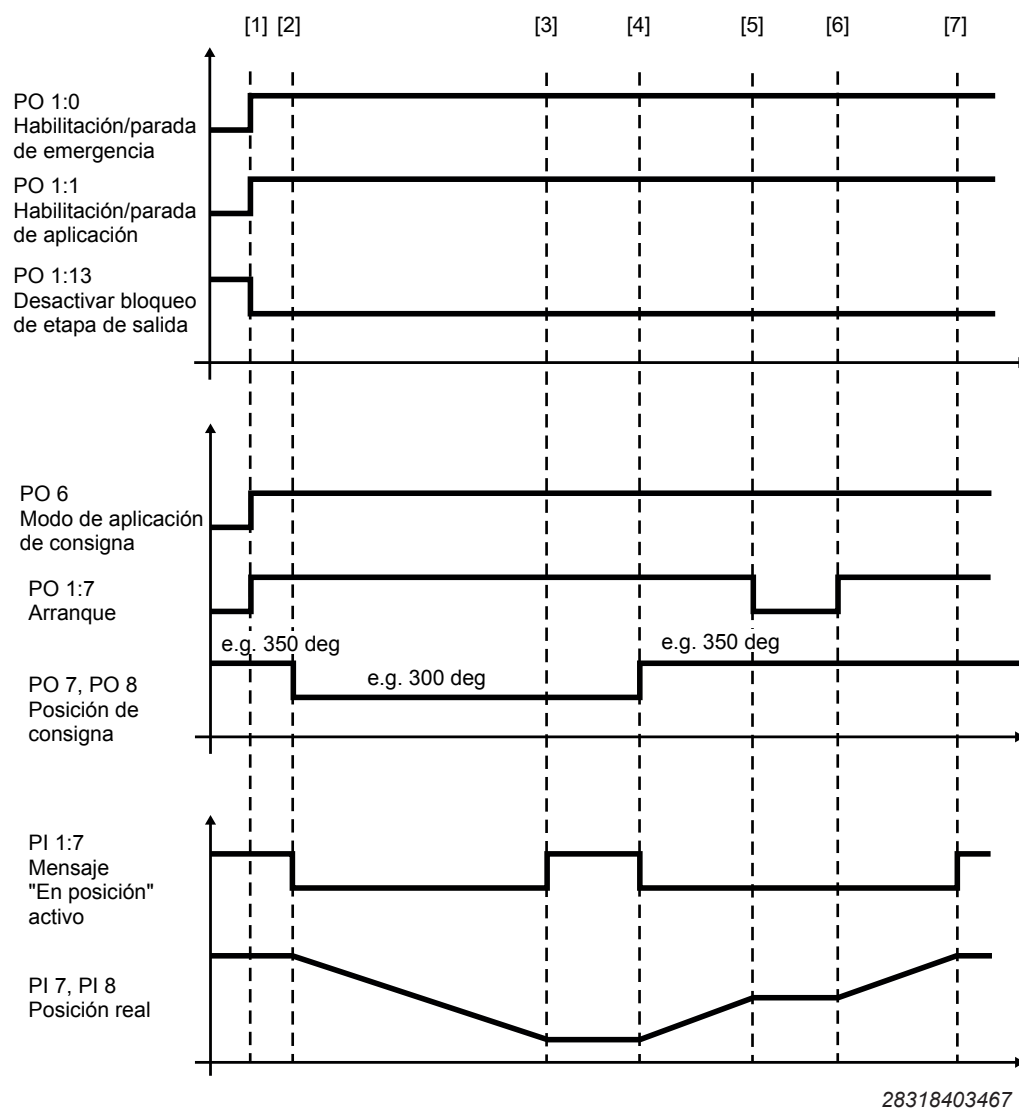 [1] [2] [3] [4] [5] [6] [7]
PO 1:0
Habilitación/parada
de emergencia
PO 1:1
Habilitación/parada
de aplicación
PO 1:13
Desactivar bloqueo
de etapa de salida
PO 6
Modo de aplicación
de consigna
PO 1:7
Arranque
e.g. 350 deg
e.g. 300 deg
e.g. 350 deg
PO 7, PO 8
Posición de
consigna
PI 1:7
Mensaje
"En posición"
activo
PI 7, PI 8
Posición real
28318403467